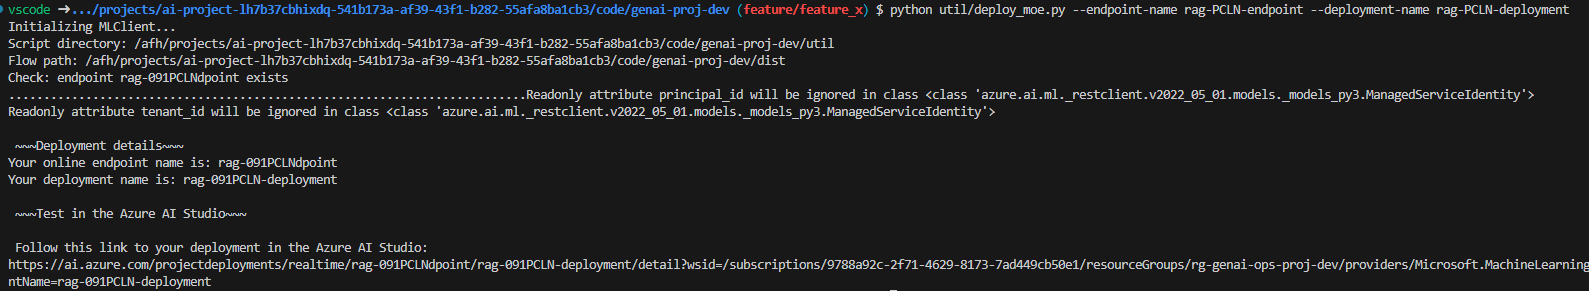 vscode ➜.../projects/ai-project-lh7b37cbhixdq-541b173a-af39-43f1-b282-55afa8ba1cb3/code/genai-proj-dev (feature/feature_x) $ python util/deploy_moe.py --endpoint-name rag-PCLN-endpoint --deployment-name rag-PCLN-deployment
Initializing MLClient...
Script directory: /afh/projects/ai-project-lh7b37cbhixdq-541b173a-af39-43f1-b282-55afa8ba1cb3/code/genai-proj-dev/util
Flow path: /afh/projects/ai-project-lh7b37cbhixdq-541b173a-af39-43f1-b282-55afa8ba1cb3/code/genai-proj-dev/dist
Check: endpoint rag-091PCLNdpoint exists
..........................................................................Readonly attribute principal_id will be ignored in class <class 'azure.ai.ml._restclient.v2022_05_01.models._models_py3.ManagedServiceIdentity'>
Readonly attribute tenant_id will be ignored in class <class 'azure.ai.ml._restclient.v2022_05_01.models._models_py3.ManagedServiceIdentity'>
~~~Deployment details~~~
Your online endpoint name is: rag-091PCLNdpoint
Your deployment name is: rag-091PCLN-deployment
~~~Test in the Azure AI Studio~~~
Follow this link to your deployment in the Azure AI Studio:
https://ai.azure.com/projectdeployments/realtime/rag-091PCLNdpoint/rag-091PCLN-deployment/detail?wsid=/subscriptions/9788a92c-2f71-4629-8173-7ad449cb50e1/resourceGroups/rg-genai-ops-proj-dev/providers/Microsoft.MachineLearning
ntName=rag-091PCLN-deployment